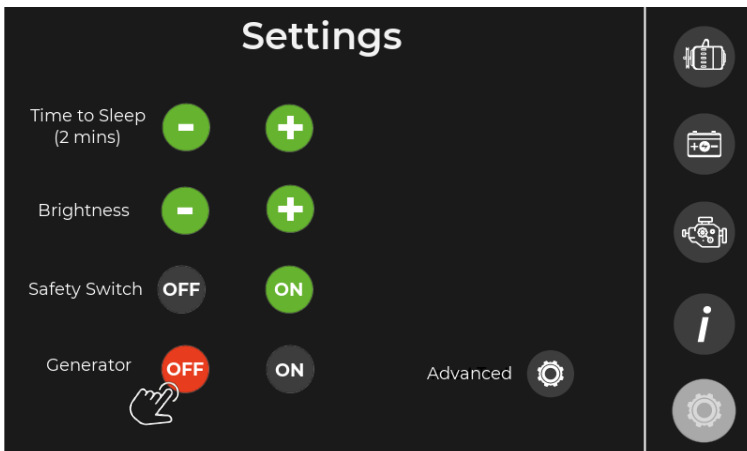 Settings
Time to Sleep
(2 mins)
-
+
Brightness
-
+
Safety Switch
OFF
ON
Generator
OFF
ON
Advanced
i